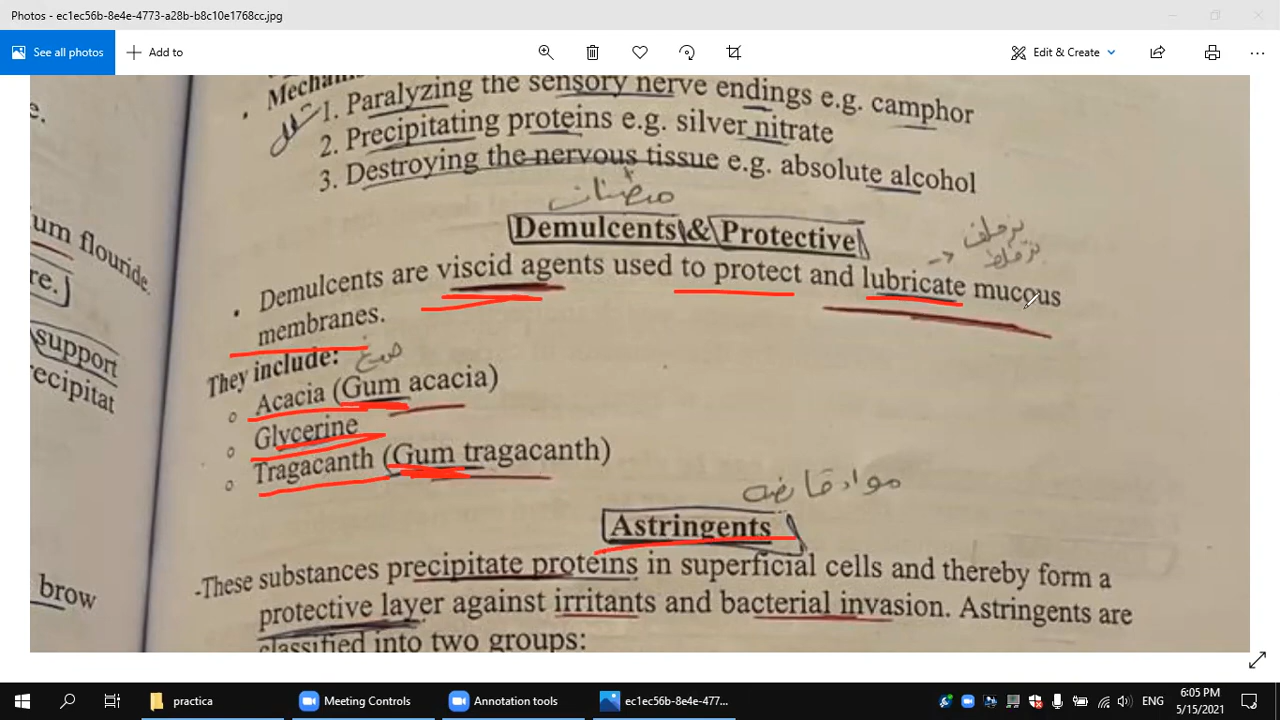 Photos - ec1ec56b-8e4e-4773-a28b-b8c10e1768cc.jpg
See all photos
Add to
Edit & Create
Mechanis
1. Paralyzing the sensory nerve endings e.g. camphor
شلل
2. Precipitating proteins e.g. silver nitrate
3. Destroying the nervous tissue e.g. absolute alcohol
Demulcents & Protective
• Demulcents are viscid agents used to protect and lubricate mucous
membranes.
They include:
صمغ
o Acacia (Gum acacia)
o Glycerine
o Tragacanth (Gum tragacanth)
مواد قابضه
Astringents
-These substances precipitate proteins in superficial cells and thereby form a
protective layer against irritants and bacterial invasion. Astringents are
classified into two groups:
e.
um flouride.
re.)
support
recipitat
brow
practica
Meeting Controls
Annotation tools
ec1ec56b-8e4e-477...
ENG
6:05 PM
5/15/2021